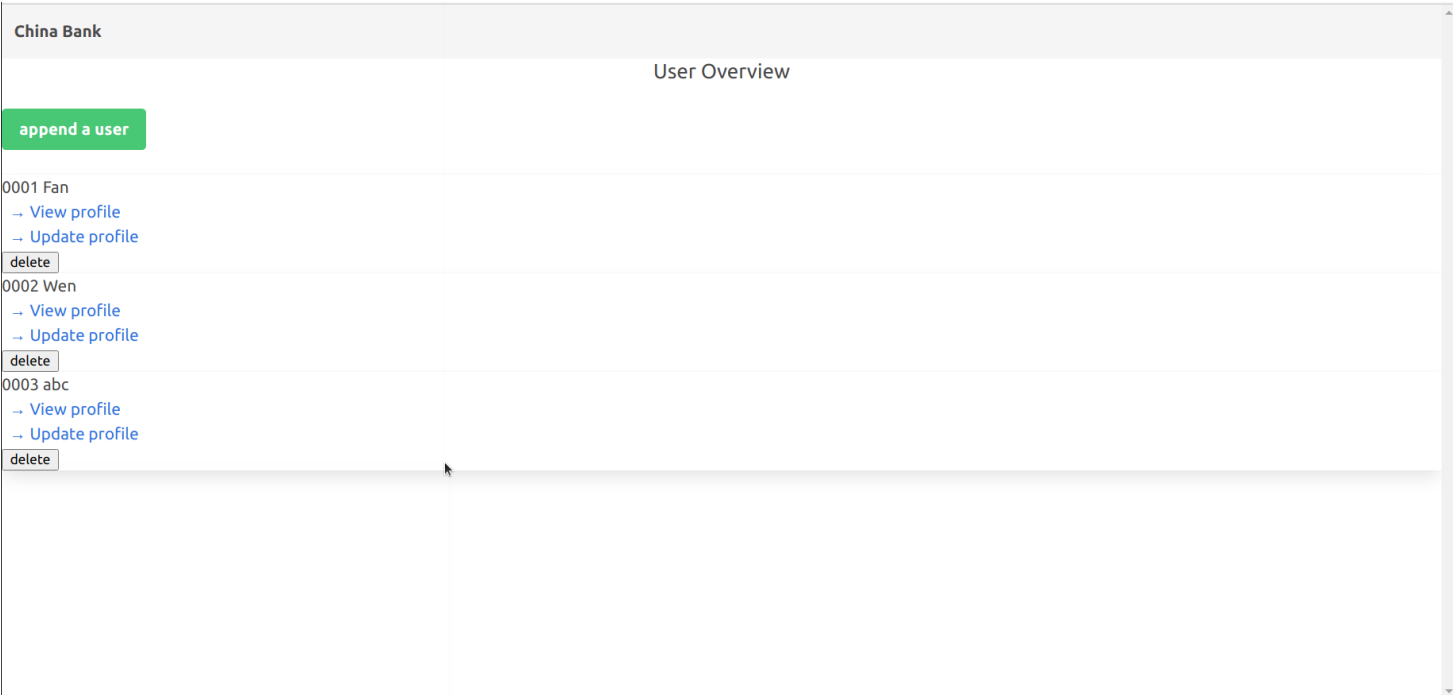 China Bank
User Overview
append a user
0001 Fan
→ View profile
→ Update profile
delete
0002 Wen
→ View profile
→ Update profile
delete
0003 abc
→ View profile
→ Update profile
delete